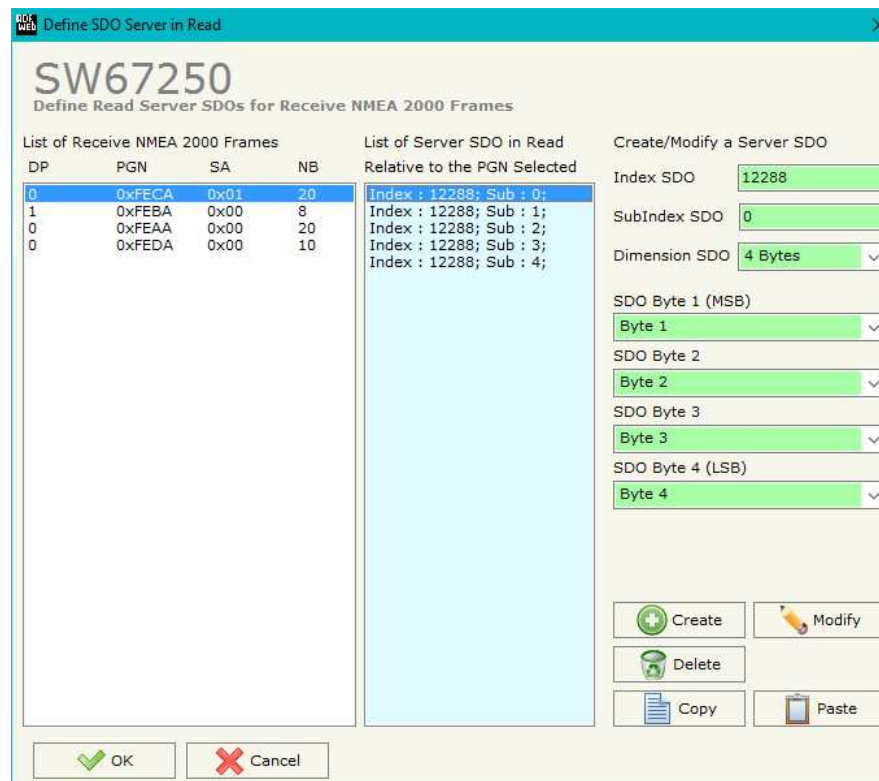 ADF
WEB Define SDO Server in Read
SW67250
Define Read Server SDOs for Receive NMEA 2000 Frames
List of Receive NMEA 2000 Frames
DP PGN SA NB
0 0xFECA 0x01 20
1 0xFEBA 0x00 8
0 0xFEAA 0x00 20
0 0xFEDA 0x00 10
List of Server SDO in Read
Relative to the PGN Selected
Index : 12288; Sub : 0;
Index : 12288; Sub : 1;
Index : 12288; Sub : 2;
Index : 12288; Sub : 3;
Index : 12288; Sub : 4;
Create/Modify a Server SDO
Index SDO 12288
SubIndex SDO 0
Dimension SDO 4 Bytes
SDO Byte 1 (MSB)
Byte 1
SDO Byte 2
Byte 2
SDO Byte 3
Byte 3
SDO Byte 4 (LSB)
Byte 4
Create Modify
Delete
Copy Paste
OK Cancel